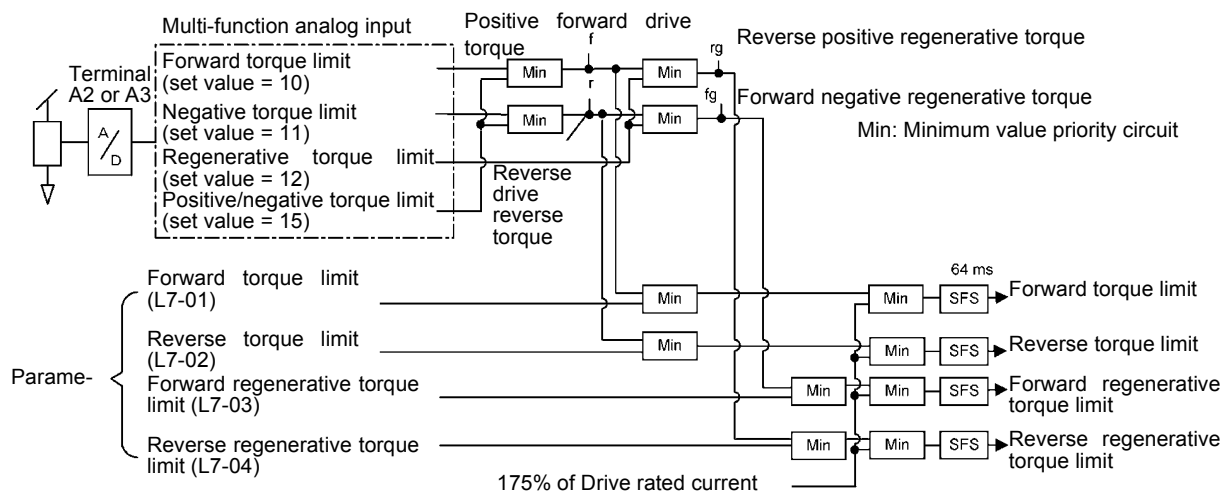 Multi-function analog input
Terminal
A2 or A3
A/D
Forward torque limit
(set value = 10)
Negative torque limit
(set value = 11)
Regenerative torque limit
(set value = 12)
Positive/negative torque limit
(set value = 15)
Positive forward drive
torque
f
r
Min
Min
Min
Min
rg
fg
Reverse positive regenerative torque
Forward negative regenerative torque
Min: Minimum value priority circuit
Reverse
drive
reverse
torque
Parame-
Forward torque limit
(L7-01)
Reverse torque limit
(L7-02)
Forward regenerative torque
limit (L7-03)
Reverse regenerative torque
limit (L7-04)
175% of Drive rated current
64 ms
Min
Min
SFS
Forward torque limit
Min
Min
SFS
Reverse torque limit
Min
Min
SFS
Forward regenerative
torque limit
Min
Min
SFS
Reverse regenerative
torque limit